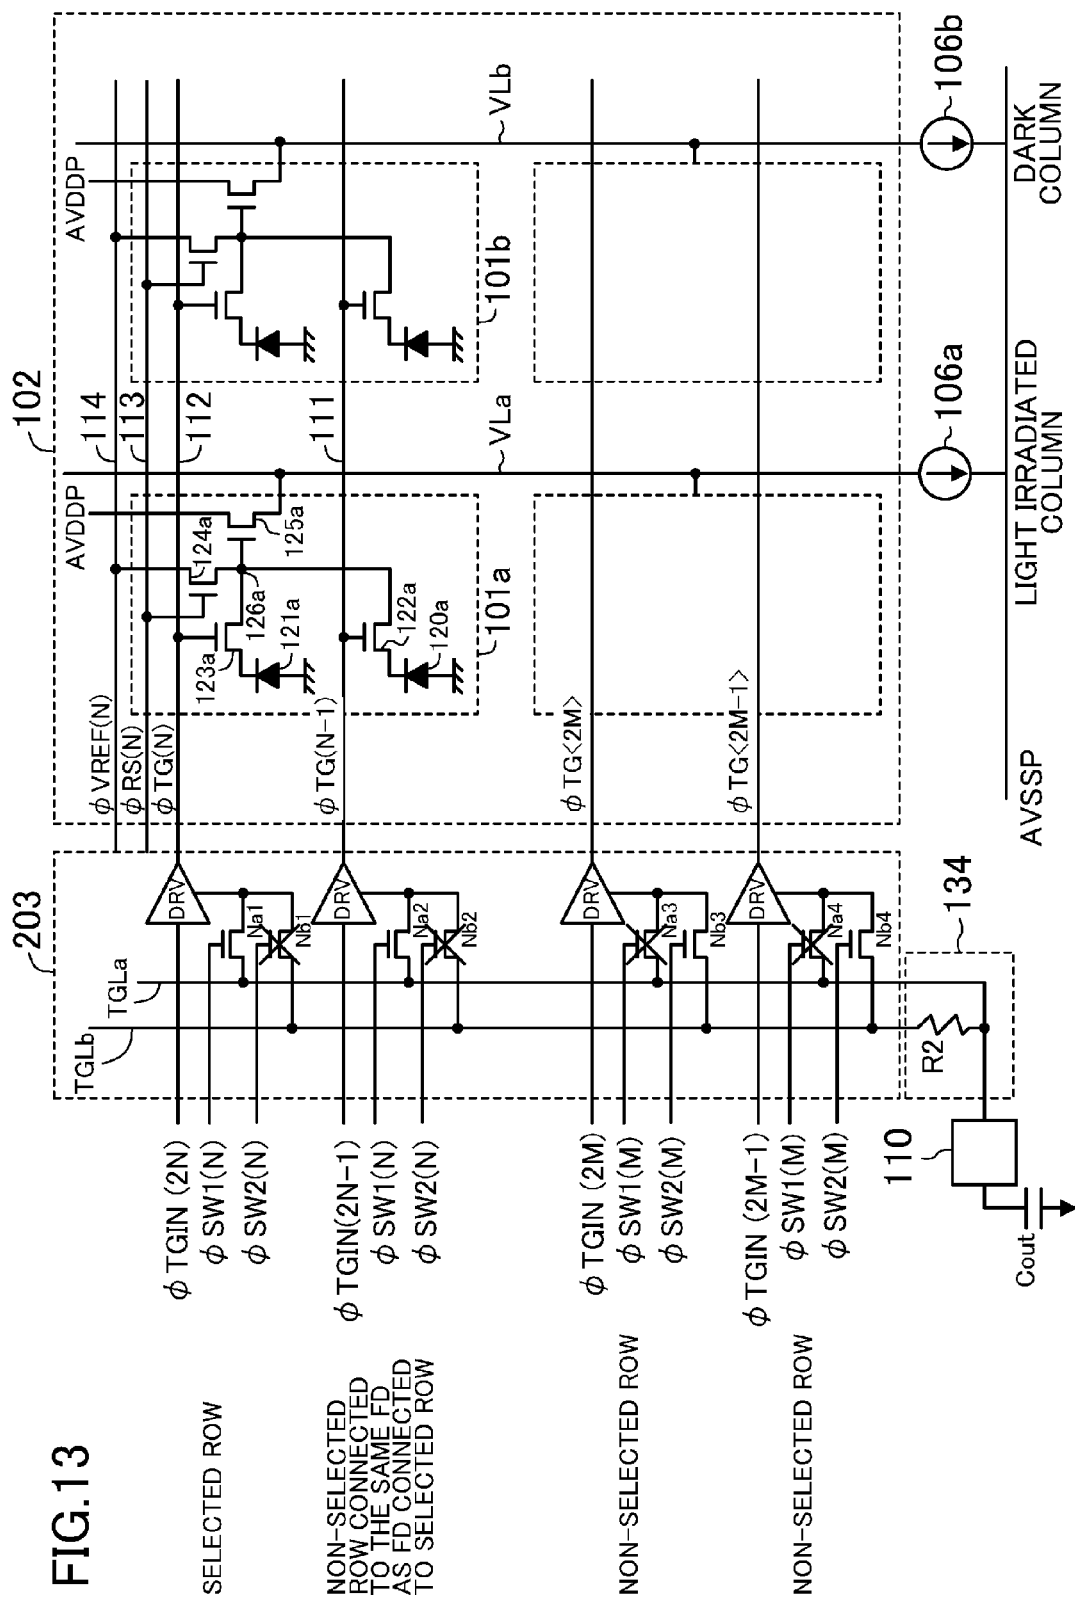 FIG.13
SELECTED ROW
NON-SELECTED
ROW CONNECTED
TO THE SAME FD
AS FD CONNECTED
TO SELECTED ROW
NON-SELECTED ROW
NON-SELECTED ROW
φTGIN (2N)
φSW1(N)
φSW2(N)
φTGIN(2N-1)
φSW1(N)
φSW2(N)
φTGIN (2M)
φSW1(M)
φSW2(M)
φTGIN (2M-1)
φSW1(M)
φSW2(M)
110
Cout
203
TGLb
TGLa
DRV
Na1
Nb1
DRV
Na2
Nb2
DRV
Na3
Nb3
DRV
Na4
Nb4
134
R2
102
φVREF(N)
φRS(N)
φTG(N)
φTG(N-1)
φTG<2M>
φTG<2M-1>
114
113
112
111
AVDDP
123a
121a
126a
124a
125a
122a
120a
101a
VLa
AVDDP
101b
VLb
106a
106b
AVSSP
LIGHT IRRADIATED
COLUMN
DARK
COLUMN